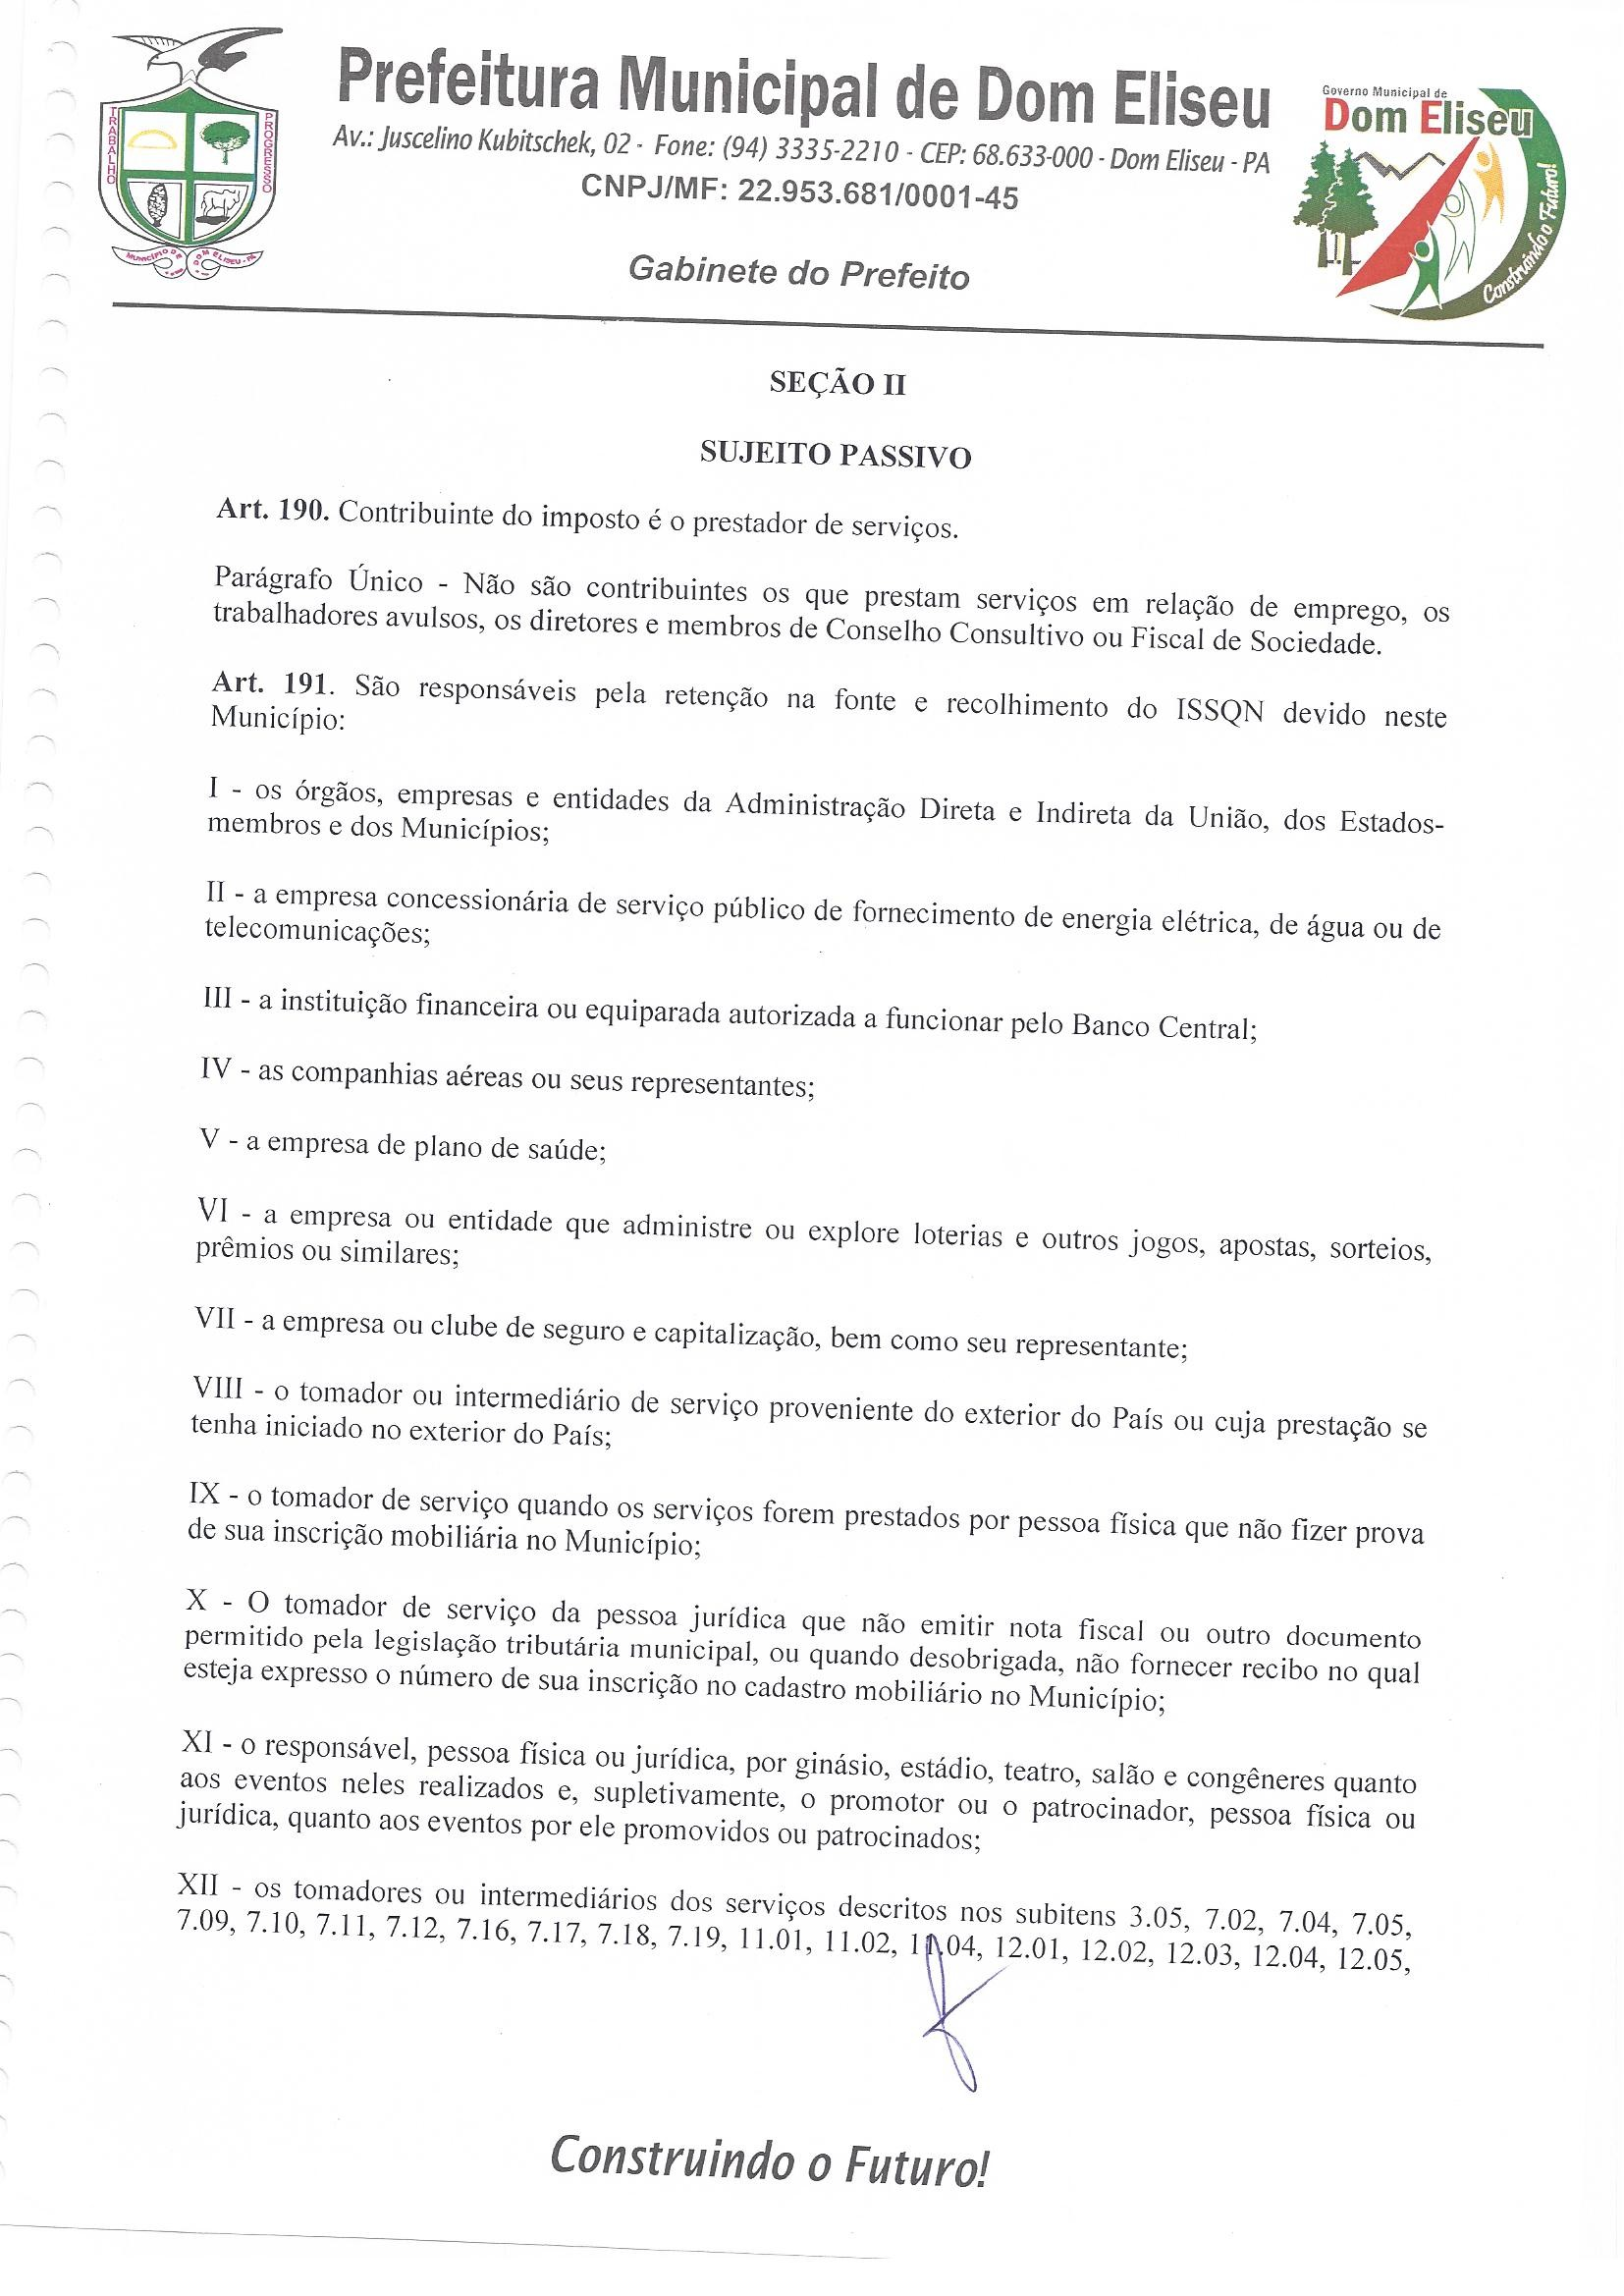 TRABALHO
PROGRESSO
MUNICÍPIO DE DOM ELISEU - PA
Prefeitura Municipal de Dom Eliseu
Av.: Juscelino Kubitschek, 02 - Fone: (94) 3335-2210 - CEP: 68.633-000 - Dom Eliseu - PA
CNPJ/MF: 22.953.681/0001-45
Gabinete do Prefeito
Governo Municipal de
Dom Eliseu
Construindo o Futuro!
SEÇÃO II
SUJEITO PASSIVO
Art. 190. Contribuinte do imposto é o prestador de serviços.
Parágrafo Único - Não são contribuintes os que prestam serviços em relação de emprego, os
trabalhadores avulsos, os diretores e membros de Conselho Consultivo ou Fiscal de Sociedade.
Art. 191. São responsáveis pela retenção na fonte e recolhimento do ISSQN devido neste
Município:
I - os órgãos, empresas e entidades da Administração Direta e Indireta da União, dos Estados-
membros e dos Municípios;
II - a empresa concessionária de serviço público de fornecimento de energia elétrica, de água ou de
telecomunicações;
III - a instituição financeira ou equiparada autorizada a funcionar pelo Banco Central;
IV - as companhias aéreas ou seus representantes;
V - a empresa de plano de saúde;
VI - a empresa ou entidade que administre ou explore loterias e outros jogos, apostas, sorteios,
prêmios ou similares;
VII - a empresa ou clube de seguro e capitalização, bem como seu representante;
VIII - o tomador ou intermediário de serviço proveniente do exterior do País ou cuja prestação se
tenha iniciado no exterior do País;
IX - o tomador de serviço quando os serviços forem prestados por pessoa física que não fizer prova
de sua inscrição mobiliária no Município;
X - O tomador de serviço da pessoa jurídica que não emitir nota fiscal ou outro documento
permitido pela legislação tributária municipal, ou quando desobrigada, não fornecer recibo no qual
esteja expresso o número de sua inscrição no cadastro mobiliário no Município;
XI - o responsável, pessoa física ou jurídica, por ginásio, estádio, teatro, salão e congêneres quanto
aos eventos neles realizados e, supletivamente, o promotor ou o patrocinador, pessoa física ou
jurídica, quanto aos eventos por ele promovidos ou patrocinados;
XII - os tomadores ou intermediários dos serviços descritos nos subitens 3.05, 7.02, 7.04, 7.05,
7.09, 7.10, 7.11, 7.12, 7.16, 7.17, 7.18, 7.19, 11.01, 11.02, 11.04, 12.01, 12.02, 12.03, 12.04, 12.05,
Construindo o Futuro!